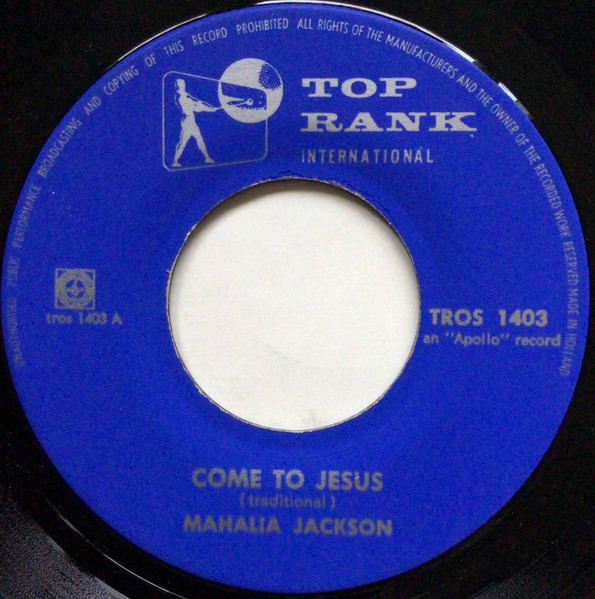 UNAUTHORISED PUBLIC PERFORMANCE BROADCASTING AND COPYING OF THIS RECORD PROHIBITED ALL RIGHTS OF THE MANUFACTURERS AND THE OWNER OF THE RECORDED WORK RESERVED MADE IN HOLLAND
TOP
RANK
INTERNATIONAL
tros 1403 A
TROS 1403
an "Apollo" record
COME TO JESUS
(traditional)
MAHALIA JACKSON